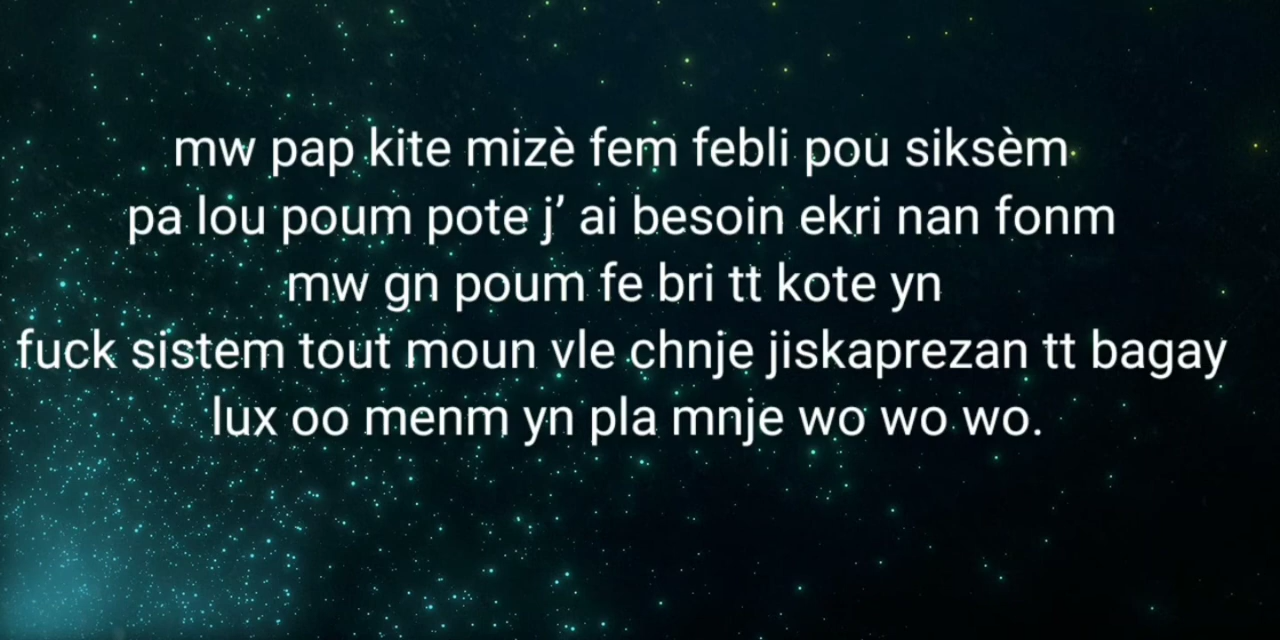 mw pap kite mizè fem febli pou siksèm
pa lou poum pote j’ ai besoin ekri nan fonm
mw gn poum fe bri tt kote yn
fuck sistem tout moun vle chnje jiskaprezan tt bagay
lux oo menm yn pla mnje wo wo wo.